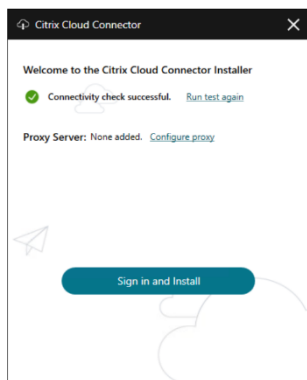 Citrix Cloud Connector
Welcome to the Citrix Cloud Connector Installer
Connectivity check successful. Run test again
Proxy Server: None added. Configure proxy
Sign in and Install